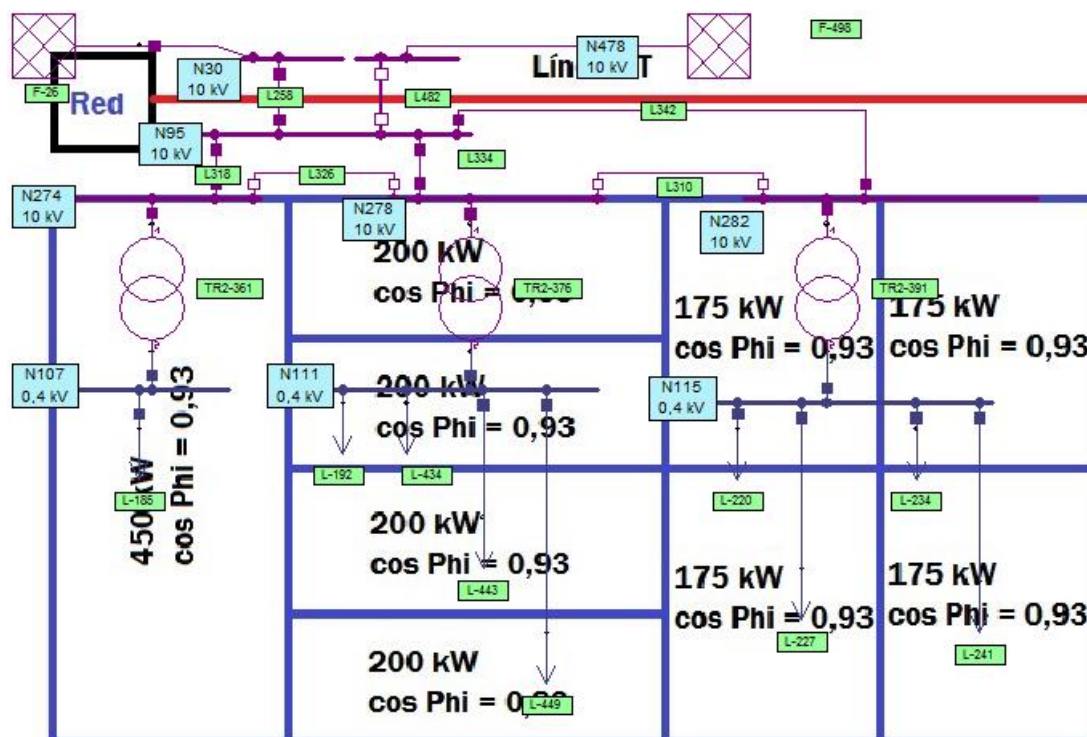 F-498
N478
10 kV
N30
10 kV
F-26
L258
L482
L342
Red
N95
10 kV
L334
L318
L326
L310
N274
10 kV
N278
10 kV
N282
10 kV
200 kW
cos Phi =
TR2-361
TR2-376
TR2-391
175 kW
cos Phi = 0,93
175 kW
cos Phi = 0,93
N107
0,4 kV
N111
0,4 kV
N115
0,4 kV
200 kW
cos Phi = 0,93
450 kW
cos Phi = 0,93
L-185
L-192
L-434
L-220
L-234
200 kW
cos Phi = 0,93
L-443
175 kW
cos Phi = 0,93
175 kW
cos Phi = 0,93
L-227
L-241
200 kW
cos Phi =
L-449